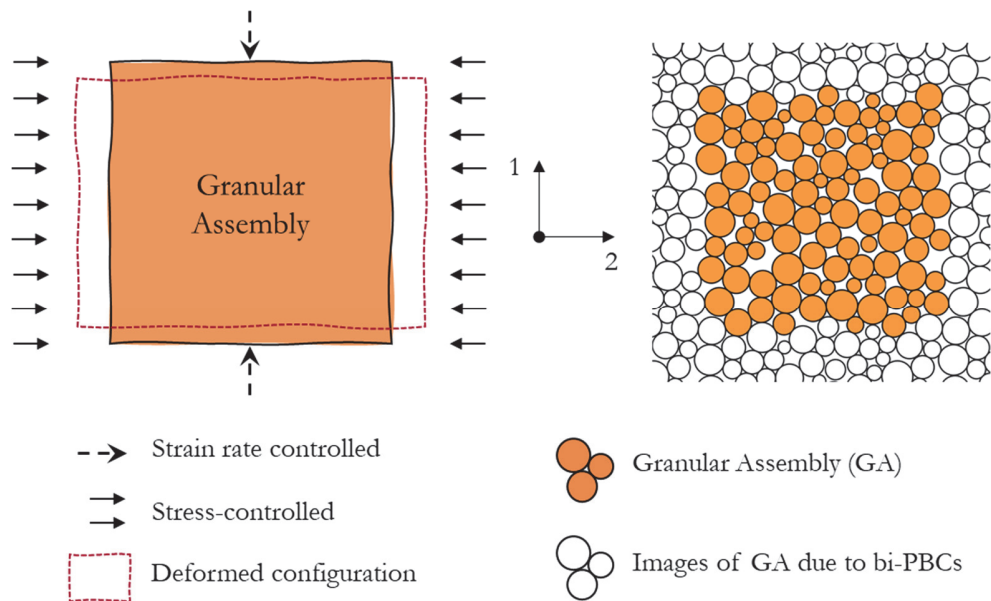 Granular
Assembly
1
2
Strain rate controlled
Stress-controlled
Deformed configuration
Granular Assembly (GA)
Images of GA due to bi-PBCs